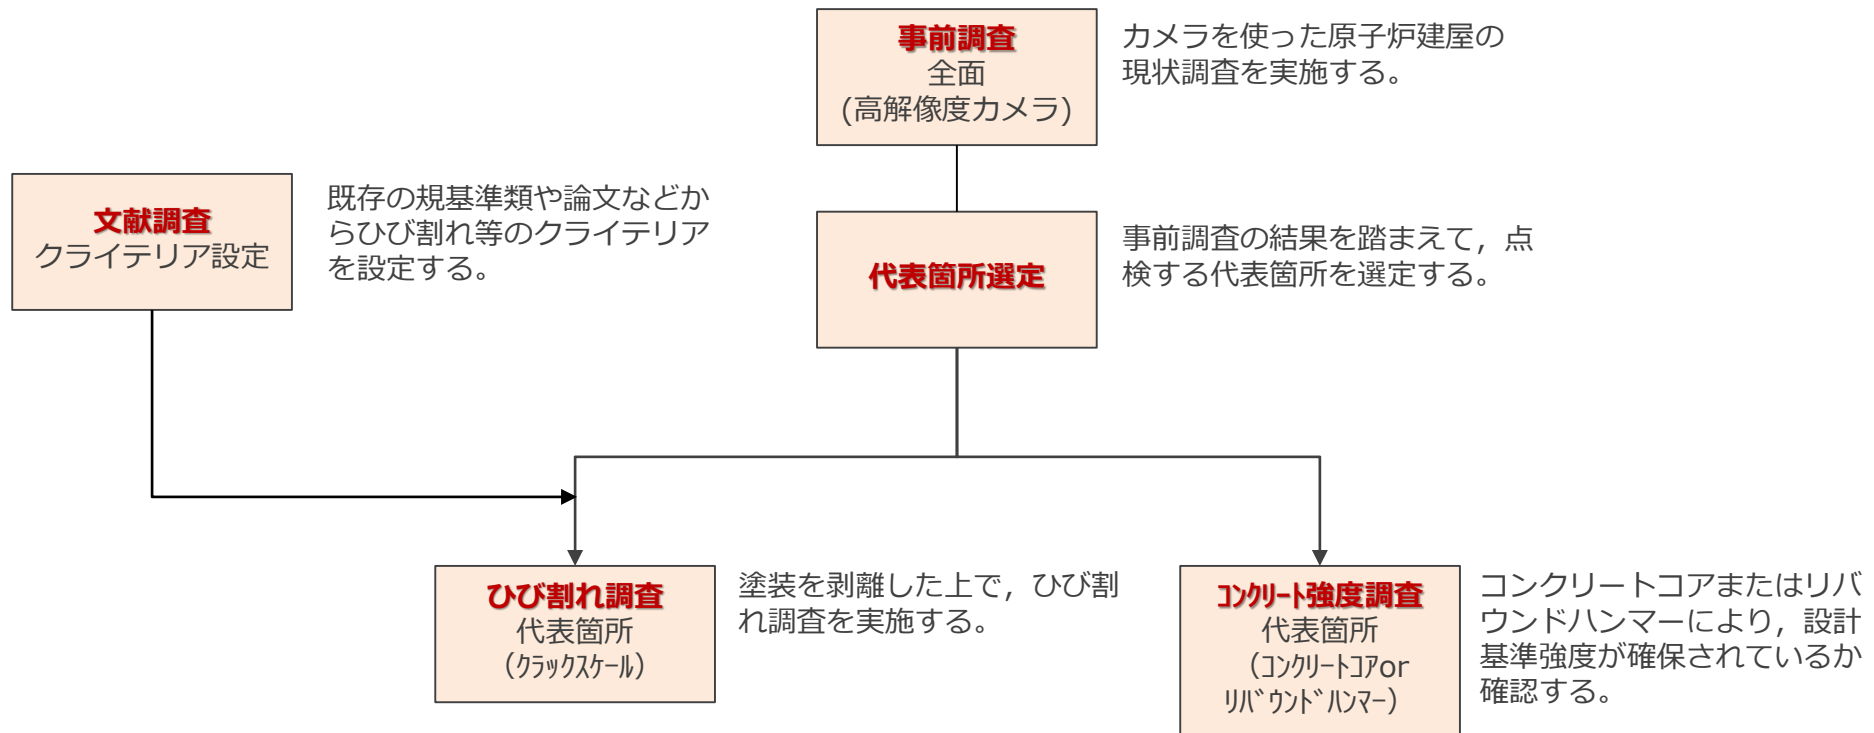 事前調査
全面
(高解像度カメラ)
カメラを使った原子炉建屋の
現状調査を実施する。
文献調査
クライテリア設定
既存の規基準類や論文などか
らひび割れ等のクライテリア
を設定する。
代表箇所選定
事前調査の結果を踏まえて，点
検する代表箇所を選定する。
ひび割れ調査
代表箇所
（ｸﾗｯｸｽｹｰﾙ）
塗装を剥離した上で，ひび割
れ調査を実施する。
ｺﾝｸﾘｰﾄ強度調査
代表箇所
（ｺﾝｸﾘｰﾄｺｱor
ﾘﾊﾞｳﾝﾄﾞﾊﾝﾏｰ）
コンクリートコアまたはリバ
ウンドハンマーにより，設計
基準強度が確保されているか
確認する。